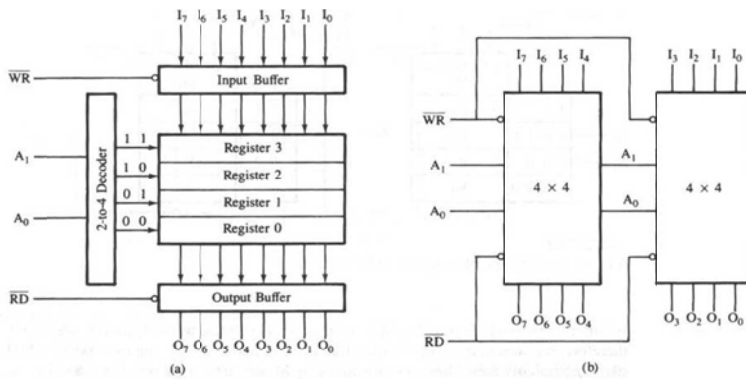 I7 I6 I5 I4 I3 I2 I1 I0
WR
Input Buffer
A1
A0
2-to-4 Decoder
1 1
1 0
0 1
0 0
Register 3
Register 2
Register 1
Register 0
RD
Output Buffer
O7 O6 O5 O4 O3 O2 O1 O0
(a)
I7 I6 I5 I4
I3 I2 I1 I0
WR
A1
A1
4 × 4
4 × 4
A0
A0
O7 O6 O5 O4
O3 O2 O1 O0
RD
(b)